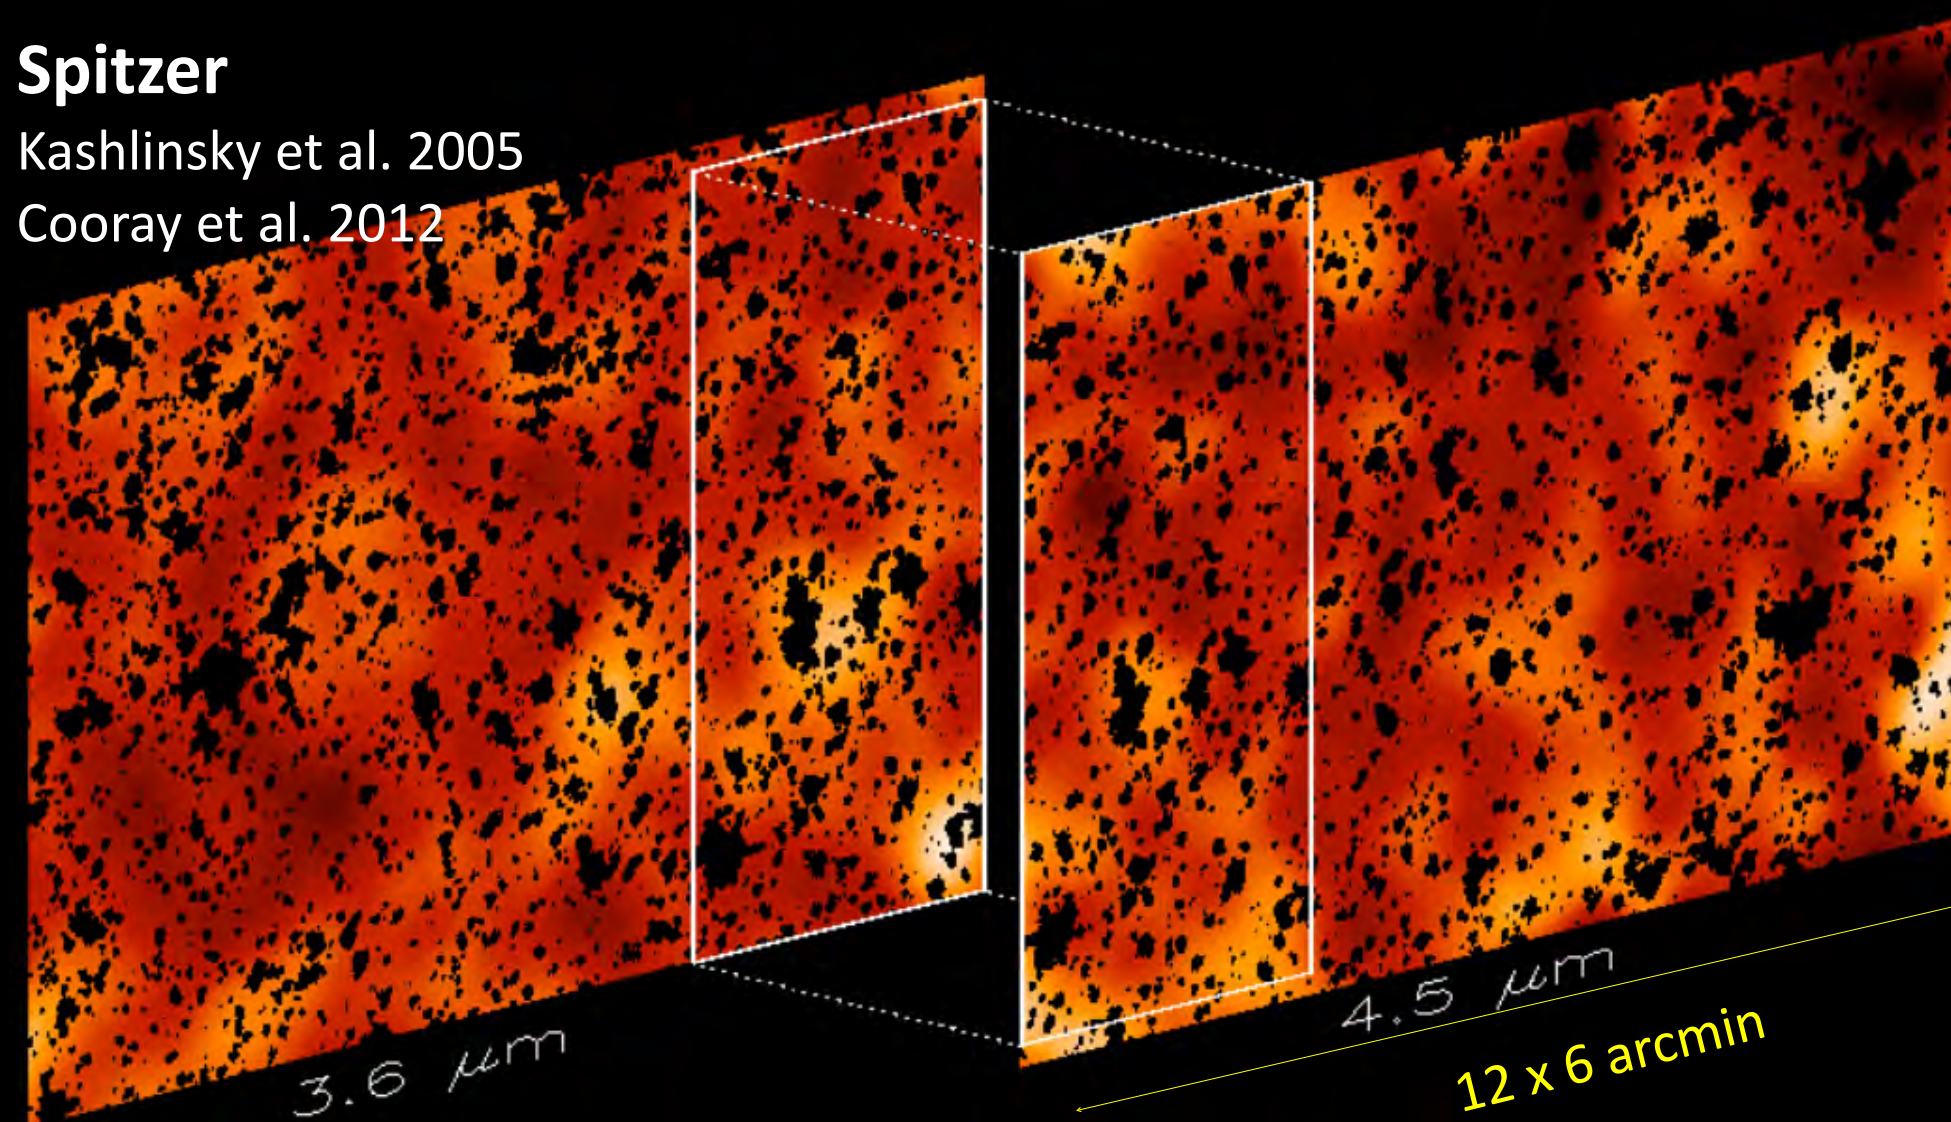 Spitzer
Kashlinsky et al. 2005
Cooray et al. 2012
3.6 μm
4.5 μm
12 x 6 arcmin